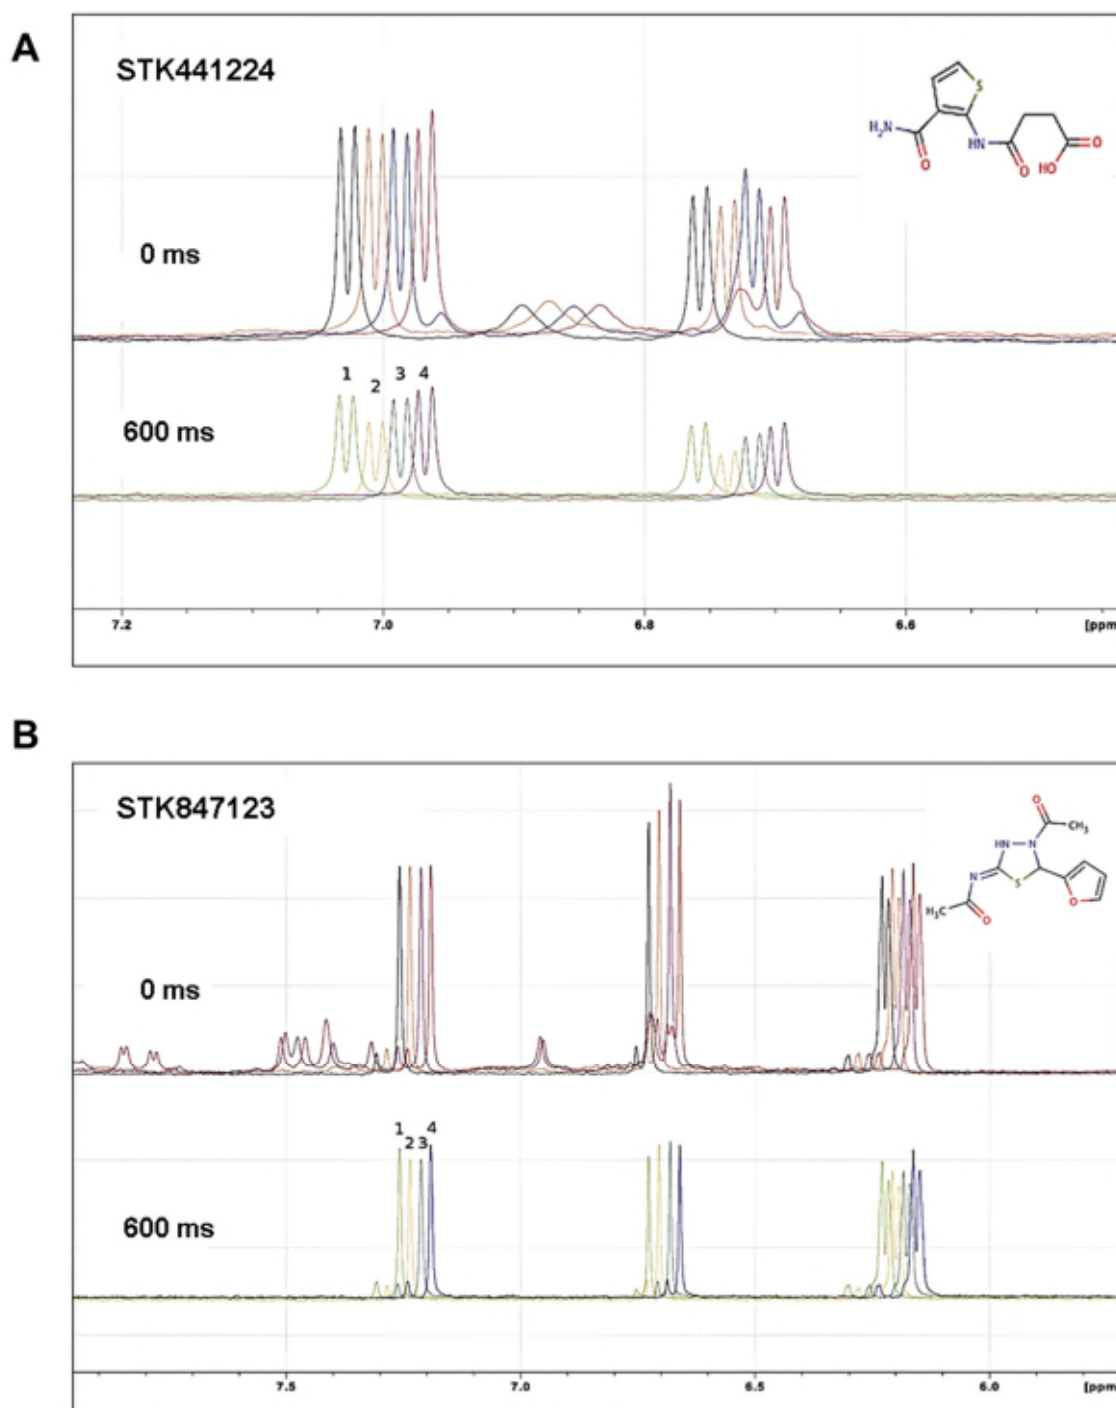 A
STK441224
H₂N
O
S
HN
O
HO
O
0 ms
1 2 3 4
600 ms
7.2 7.0 6.8 6.6 [ppm
B
STK847123
O
CH₃
HN N
N
S
O
H₃C
O
0 ms
1 2 3 4
600 ms
7.5 7.0 6.5 6.0 [ppm